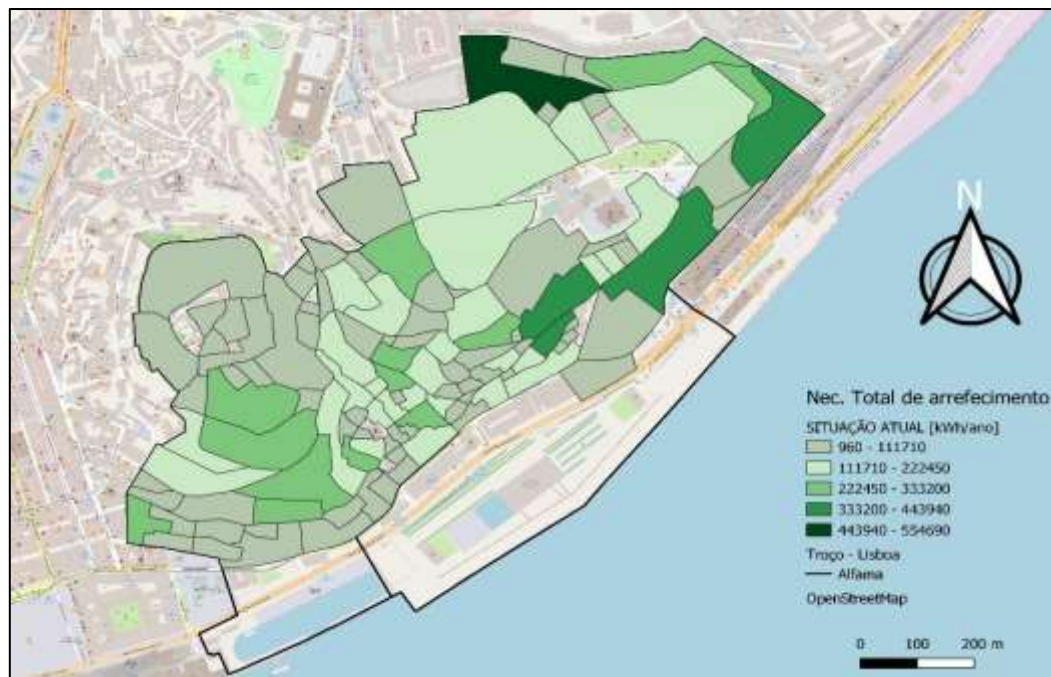 N
Nec. Total de arrefecimento
SITUAÇÃO ATUAL [kWh/ano]
960 - 111710
111710 - 222450
222450 - 333200
333200 - 443940
443940 - 554690
Troço - Lisboa
Alfama
OpenStreetMap
0 100 200 m